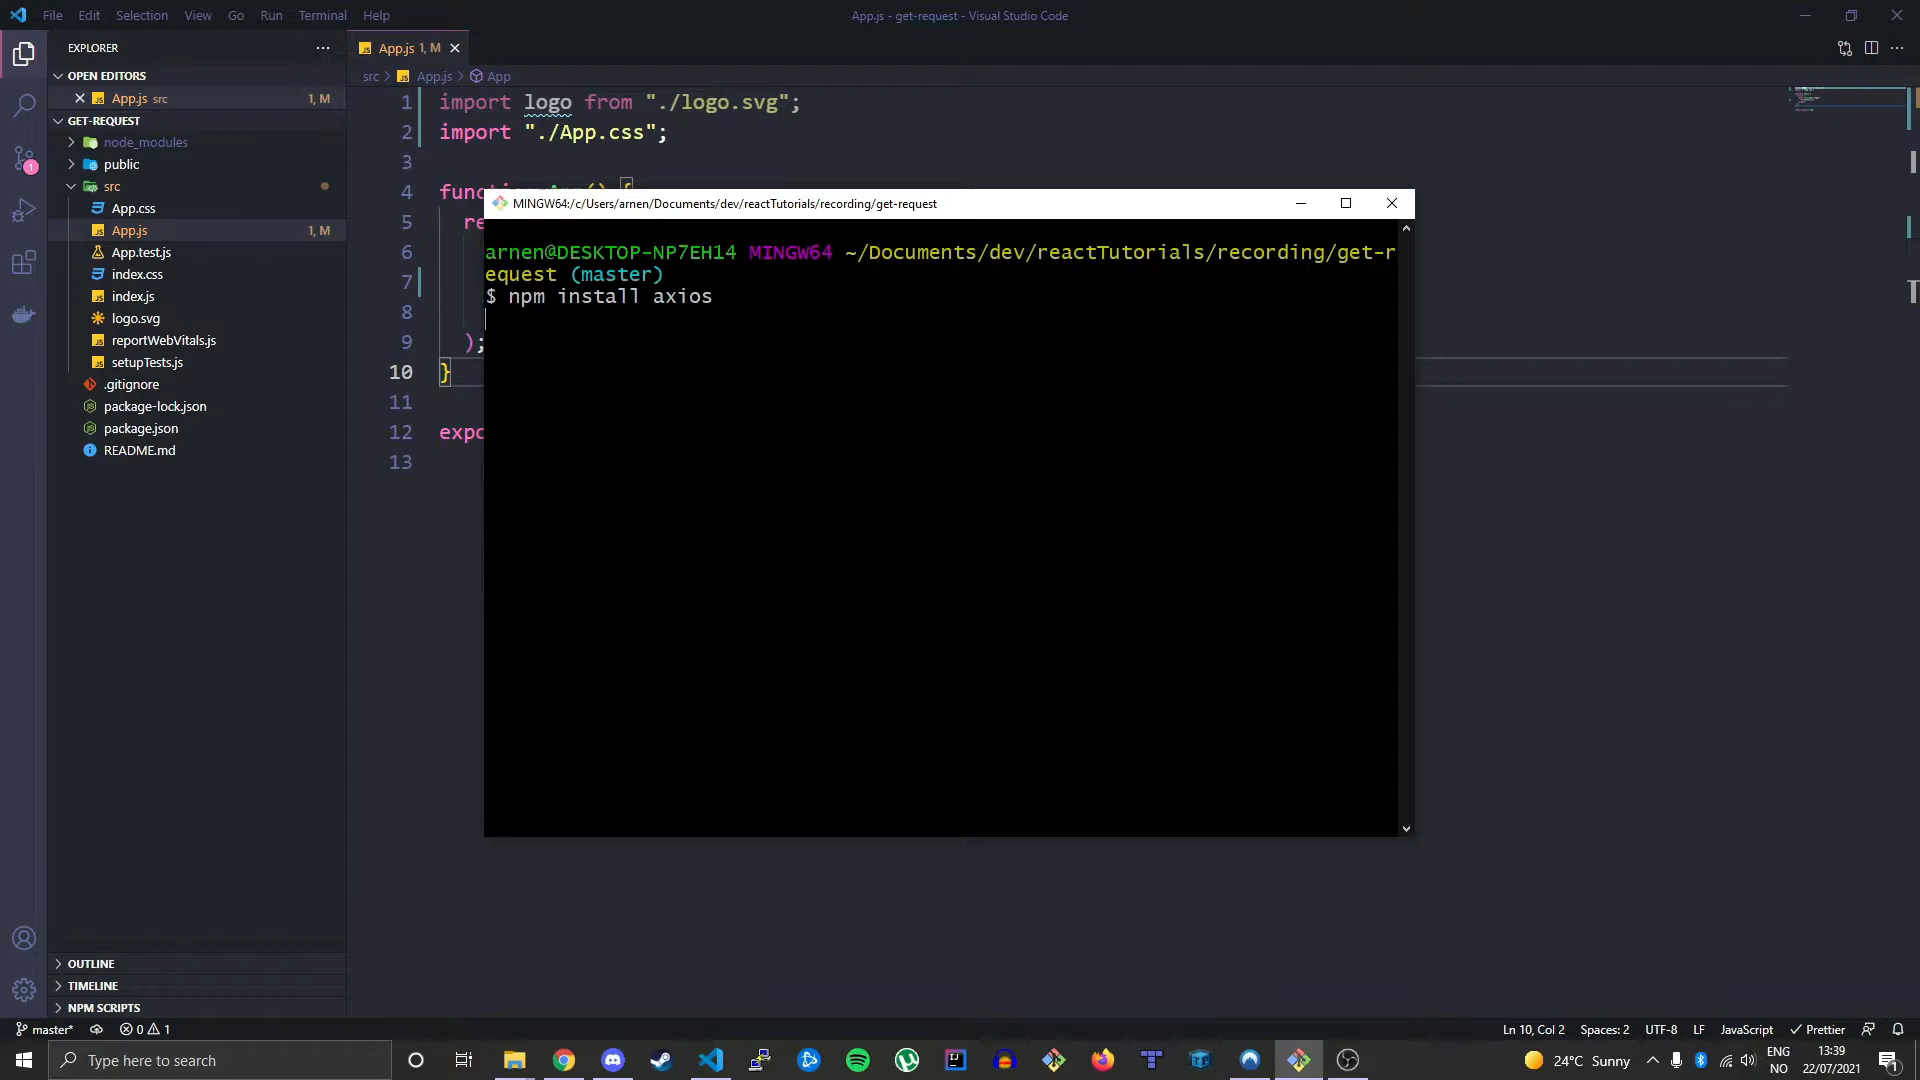 File Edit Selection View Go Run Terminal Help
App.js - get-request - Visual Studio Code
EXPLORER
OPEN EDITORS
App.js src 1, M
GET-REQUEST
node_modules
public
src
App.css
App.js 1, M
App.test.js
index.css
index.js
logo.svg
reportWebVitals.js
setupTests.js
.gitignore
package-lock.json
package.json
README.md
OUTLINE
TIMELINE
NPM SCRIPTS
App.js 1, M
src > App.js > App
1 import logo from "./logo.svg";
2 import "./App.css";
3
4
5 re
6
7
8
9 );
10 }
11
12 expo
13
MINGW64:/c/Users/arnen/Documents/dev/reactTutorials/recording/get-request
arnen@DESKTOP-NP7EH14 MINGW64 ~/Documents/dev/reactTutorials/recording/get-r
equest (master)
$ npm install axios
1
master* 0 1
Ln 10, Col 2 Spaces: 2 UTF-8 LF JavaScript Prettier
Type here to search
24°C Sunny
ENG
NO
13:39
22/07/2021
1